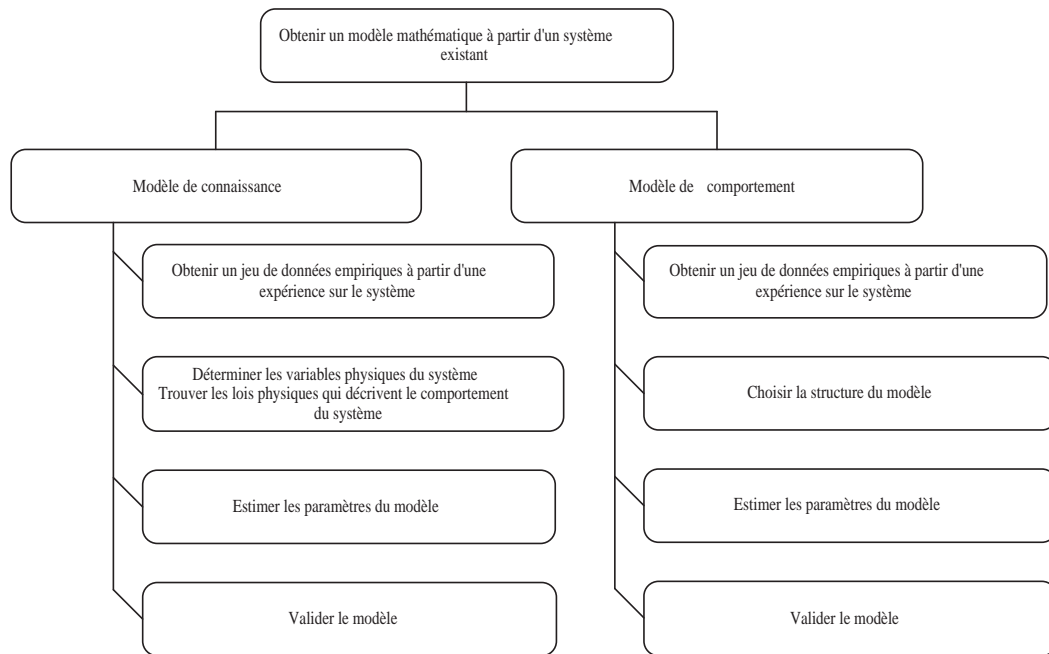 Obtenir un modèle mathématique à partir d'un système
existant
Modèle de connaissance
Modèle de comportement
Obtenir un jeu de données empiriques à partir d'une
expérience sur le système
Obtenir un jeu de données empiriques à partir d'une
expérience sur le système
Déterminer les variables physiques du système
Trouver les lois physiques qui décrivent le comportement
du système
Choisir la structure du modèle
Estimer les paramètres du modèle
Estimer les paramètres du modèle
Valider le modèle
Valider le modèle